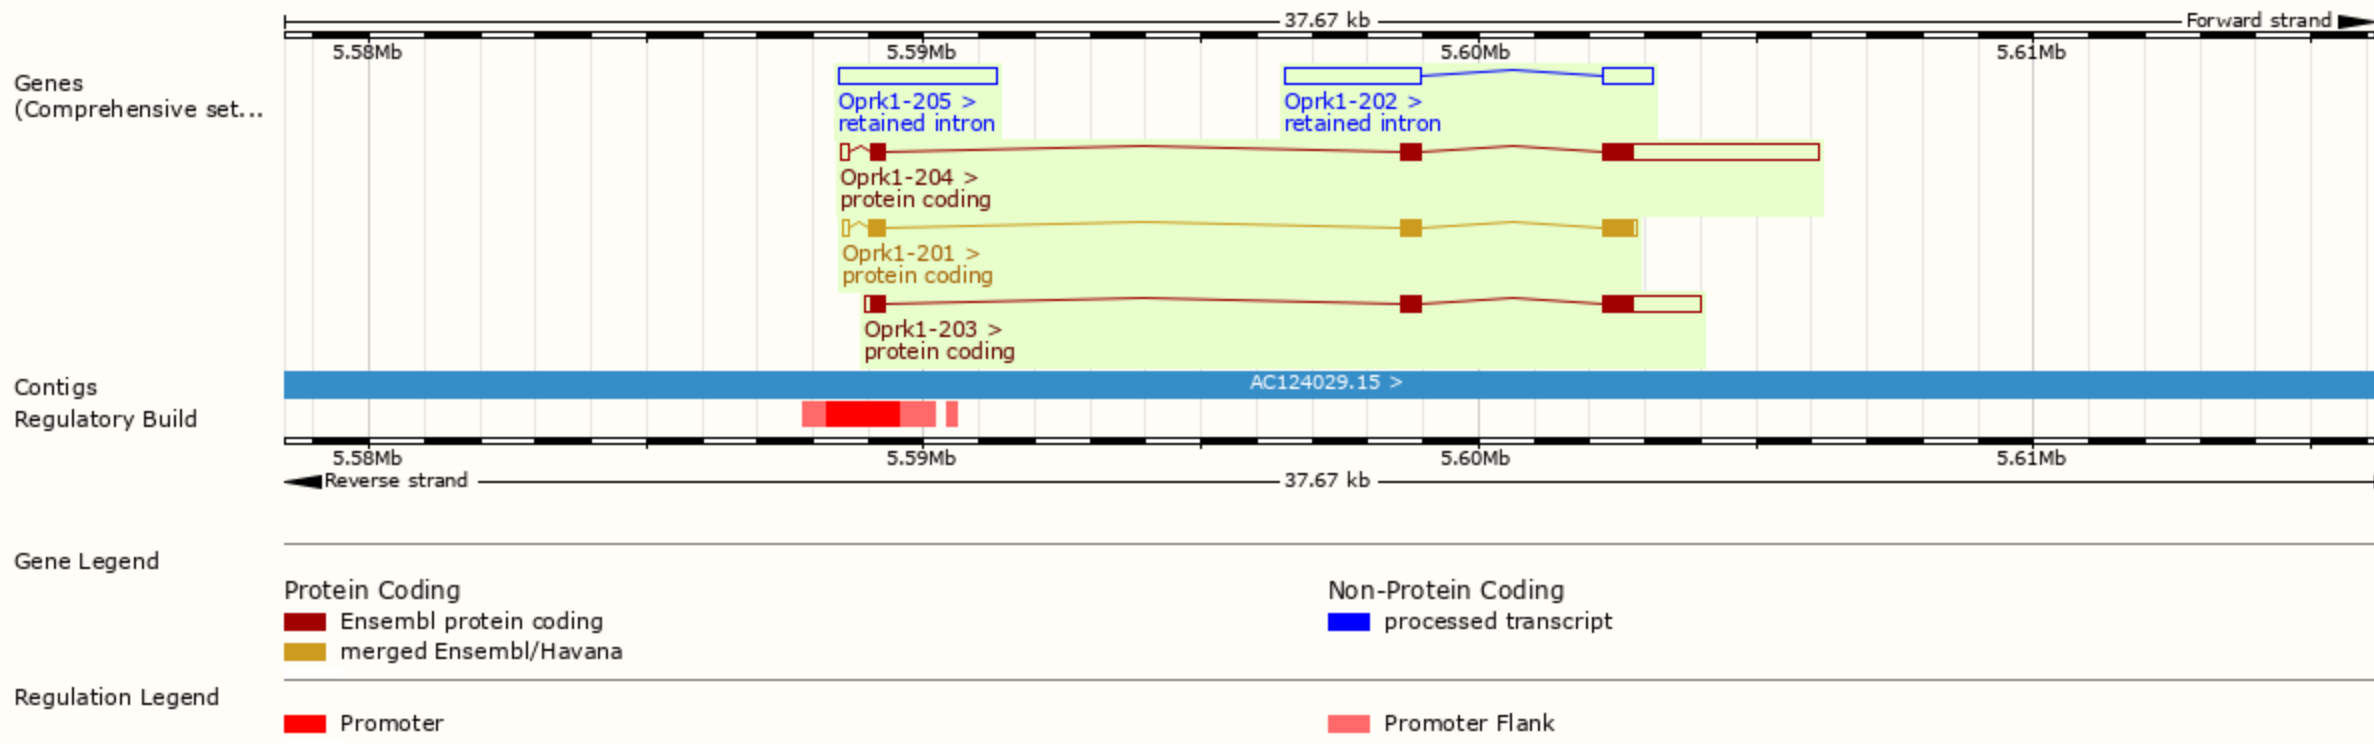 37.67 kb
Forward strand
5.58Mb 5.59Mb 5.60Mb 5.61Mb
Genes
(Comprehensive set...
Oprk1-205 >
retained intron
Oprk1-202 >
retained intron
Oprk1-204 >
protein coding
Oprk1-201 >
protein coding
Oprk1-203 >
protein coding
Contigs
AC124029.15 >
Regulatory Build
5.58Mb 5.59Mb 5.60Mb 5.61Mb
Reverse strand
37.67 kb
Gene Legend
Protein Coding
Ensembl protein coding
merged Ensembl/Havana
Non-Protein Coding
processed transcript
Regulation Legend
Promoter
Promoter Flank